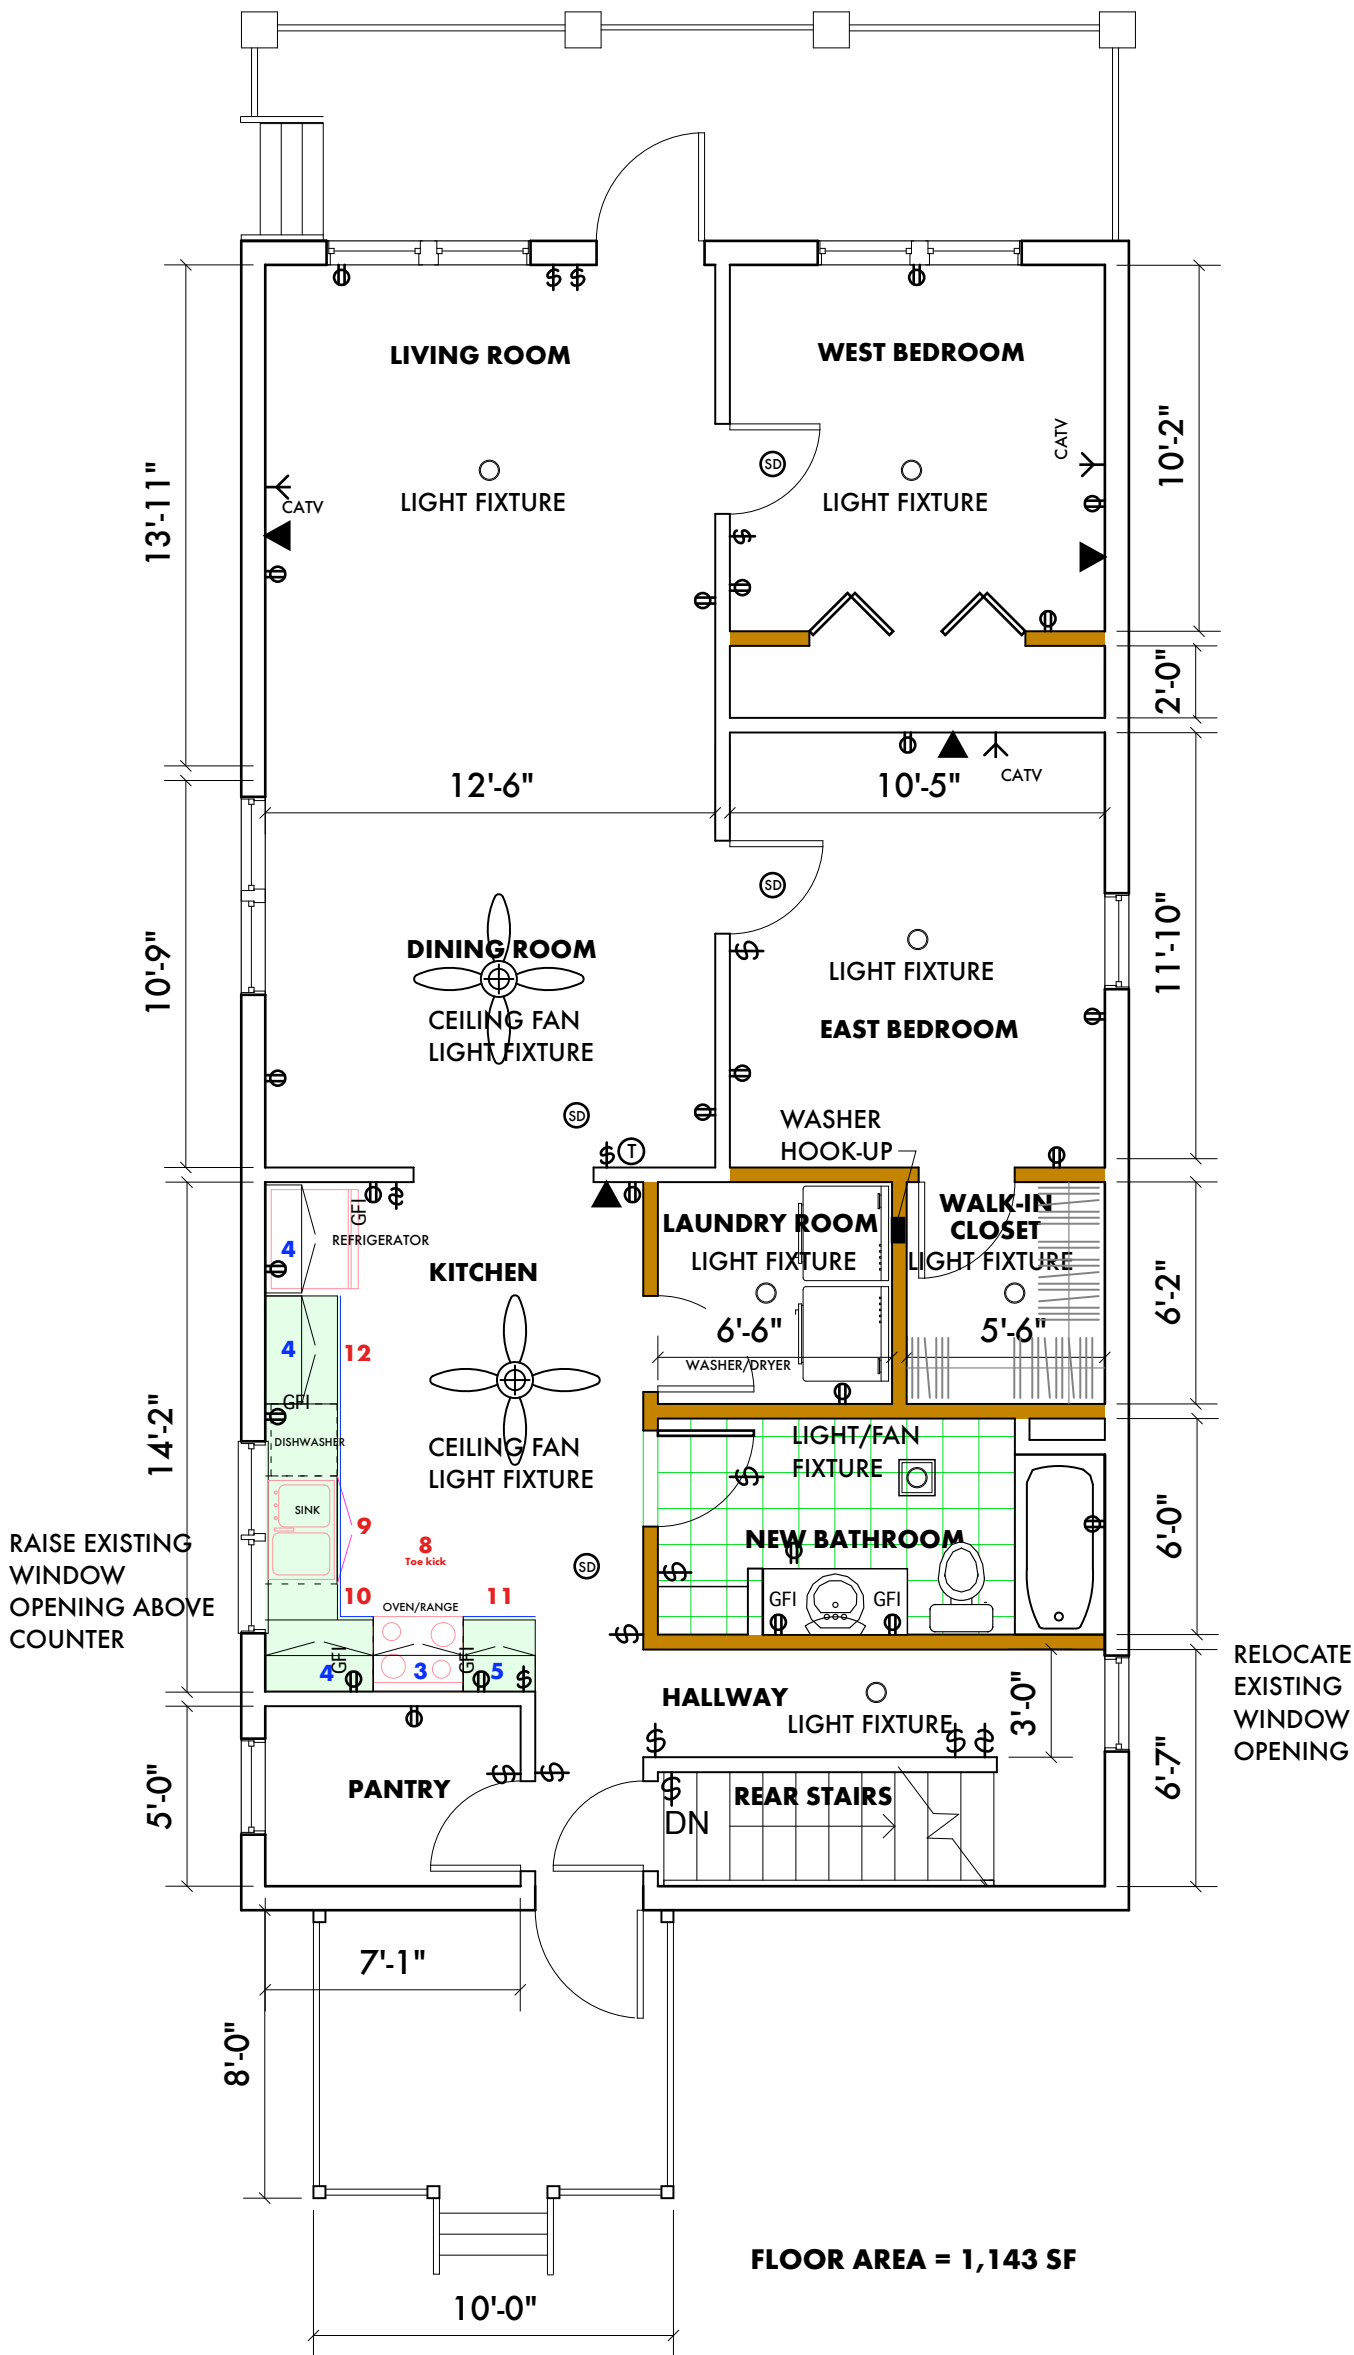 LIVING ROOM
WEST BEDROOM
13'-11"
10'-2"
CATV
SD
LIGHT FIXTURE
LIGHT FIXTURE
CATV
2'-0"
12'-6"
10'-5"
CATV
SD
10'-9"
11'-10"
DINING ROOM
CEILING FAN
LIGHT FIXTURE
LIGHT FIXTURE
EAST BEDROOM
SD
T
WASHER
HOOK-UP
GFI
REFRIGERATOR
4
KITCHEN
LAUNDRY ROOM
LIGHT FIXTURE
WALK-IN
CLOSET
LIGHT FIXTURE
6'-2"
6'-6"
5'-6"
WASHER/DRYER
4
12
GFI
DISHWASHER
14'-2"
CEILING FAN
LIGHT FIXTURE
LIGHT/FAN
FIXTURE
SINK
9
8
Toe kick
10
11
OVEN/RANGE
SD
NEW BATHROOM
6'-0"
GFI
GFI
RAISE EXISTING
WINDOW
OPENING ABOVE
COUNTER
GFI
GFI
4
3
5
HALLWAY
LIGHT FIXTURE
3'-0"
RELOCATE
EXISTING
WINDOW
OPENING
5'-0"
PANTRY
REAR STAIRS
DN
6'-7"
7'-1"
8'-0"
FLOOR AREA = 1,143 SF
10'-0"